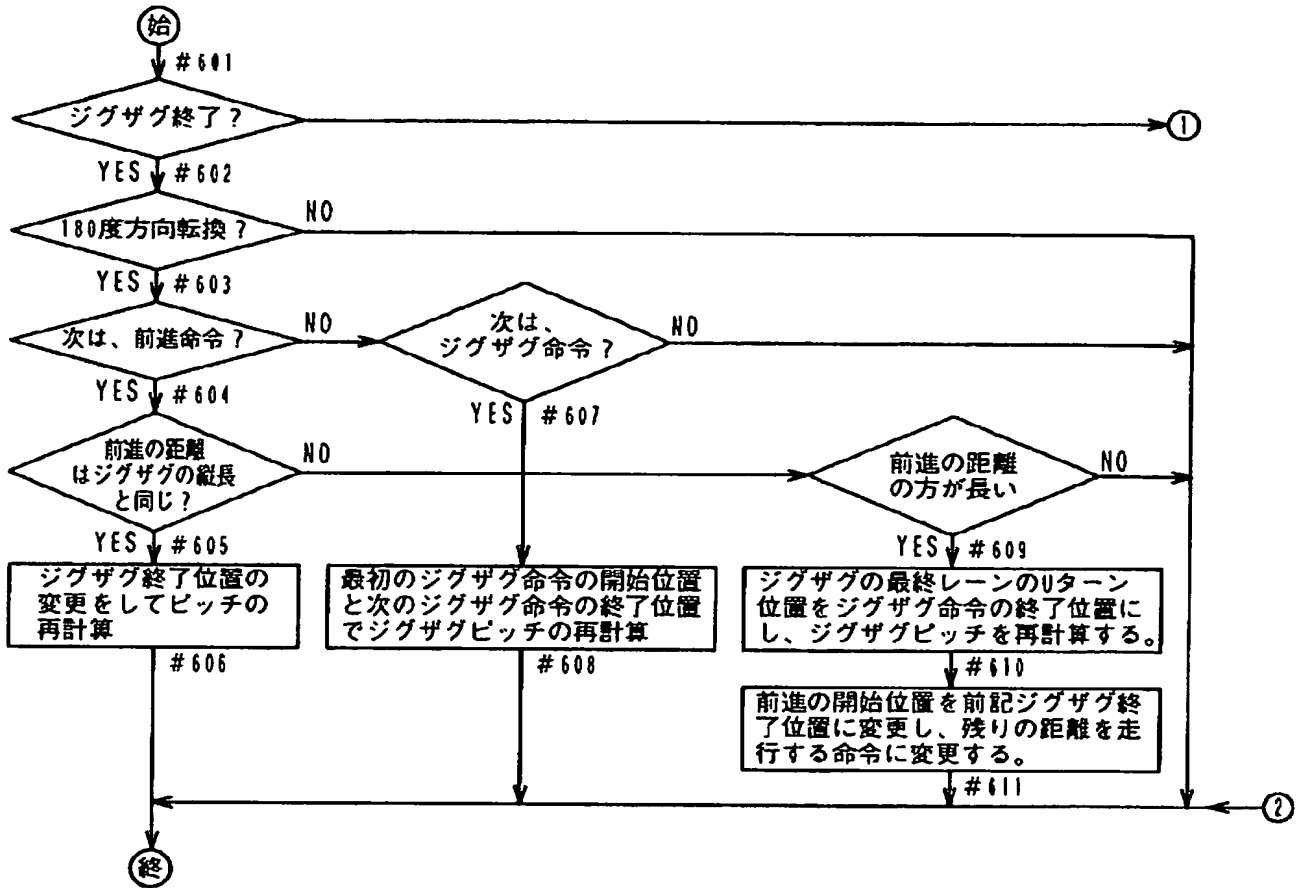 始
#601
ジグザグ終了?
①
YES #602
180度方向転換?
NO
YES #603
次は、前進命令?
NO
次は、
ジグザグ命令?
NO
YES #604
YES #607
前進の距離
はジグザグの縦長
と同じ?
NO
前進の距離
の方が長い
NO
YES #605
YES #609
ジグザグ終了位置の
変更をしてピッチの
再計算
最初のジグザグ命令の開始位置
と次のジグザグ命令の終了位置
でジグザグピッチの再計算
ジグザグの最終レーンのUターン
位置をジグザグ命令の終了位置に
し、ジグザグピッチを再計算する。
#606
#608
#610
前進の開始位置を前記ジグザグ終
了位置に変更し、残りの距離を走
行する命令に変更する。
#611
②
終